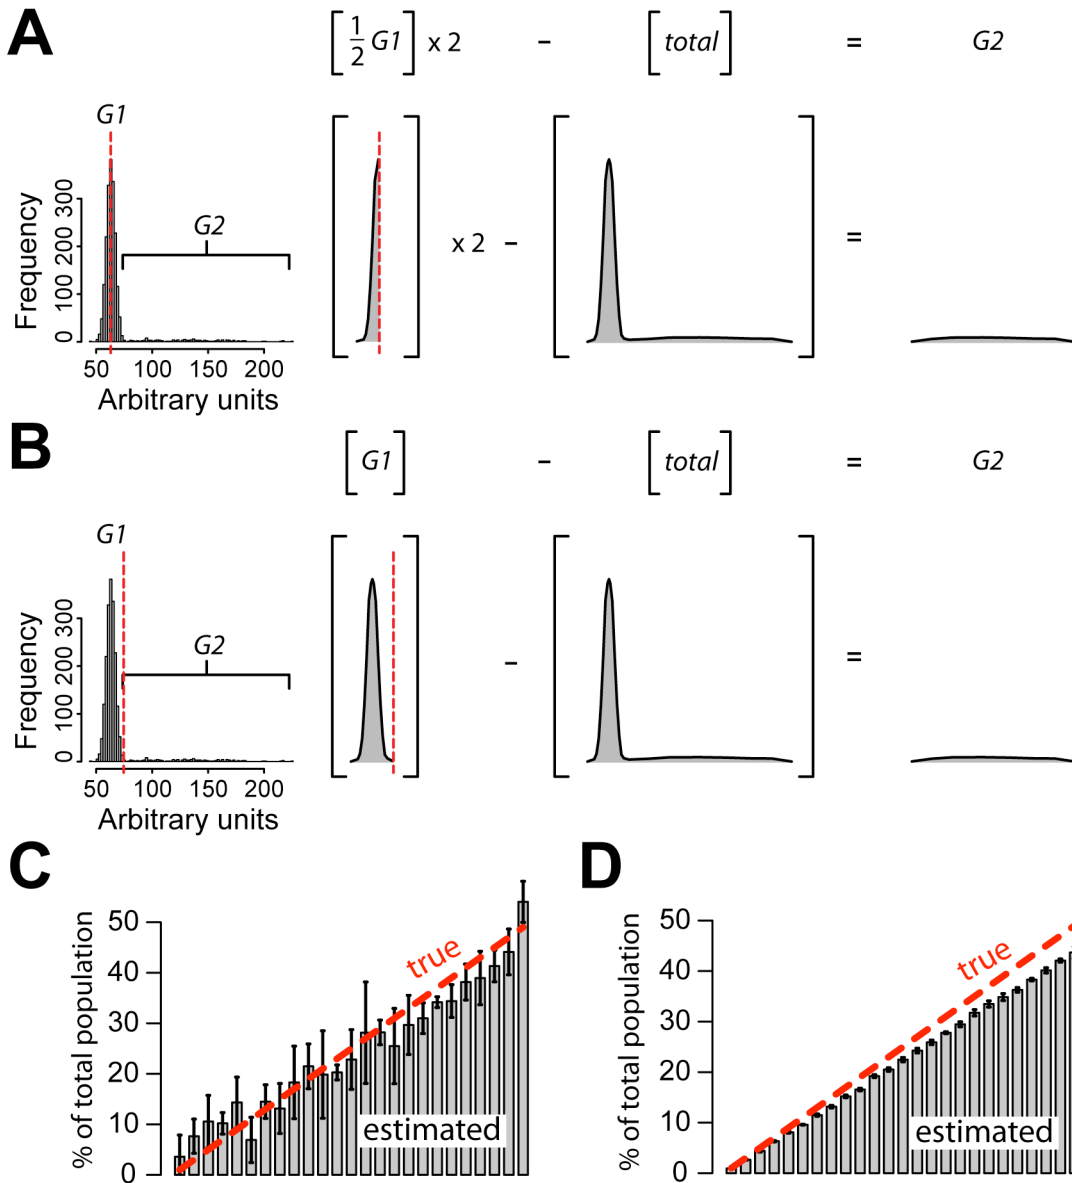 A
[1/2 G1] x 2 – [total] = G2
G1
G2
Frequency
0 100 200 300
50 100 150 200
Arbitrary units
x 2 – =
B
[G1] – [total] = G2
G1
G2
Frequency
0 100 200 300
50 100 150 200
Arbitrary units
– =
C
% of total population
50
40
30
20
10
0
true
estimated
D
% of total population
50
40
30
20
10
0
true
estimated